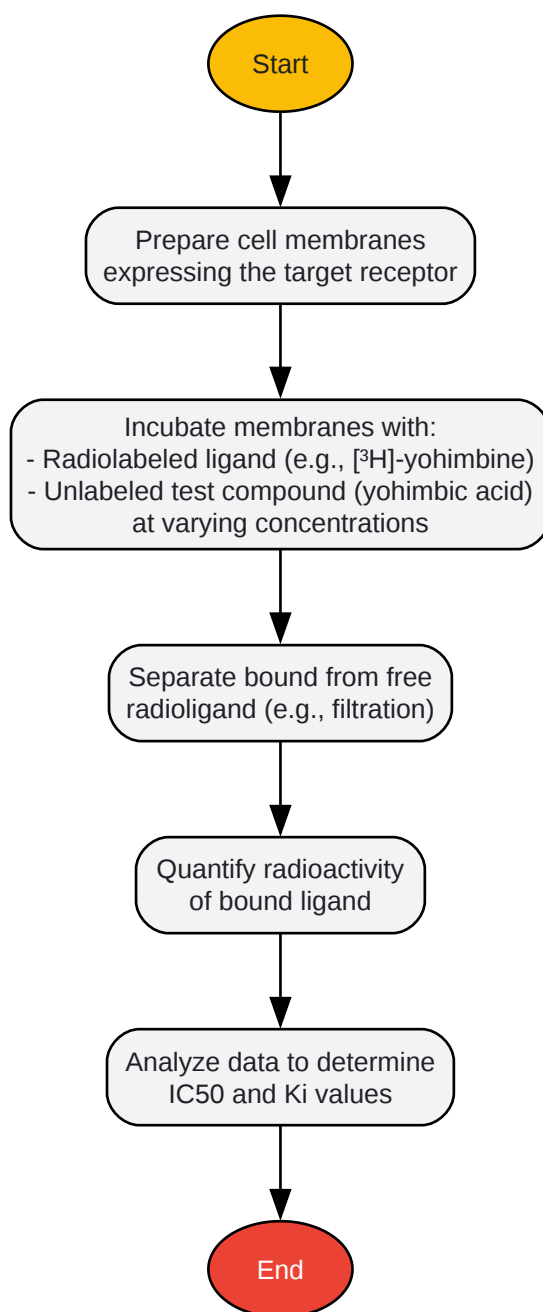 Start
Prepare cell membranes
expressing the target receptor
Incubate membranes with:
- Radiolabeled ligand (e.g., [³H]-yohimbine)
- Unlabeled test compound (yohimbic acid)
at varying concentrations
Separate bound from free
radioligand (e.g., filtration)
Quantify radioactivity
of bound ligand
Analyze data to determine
IC50 and Ki values
End